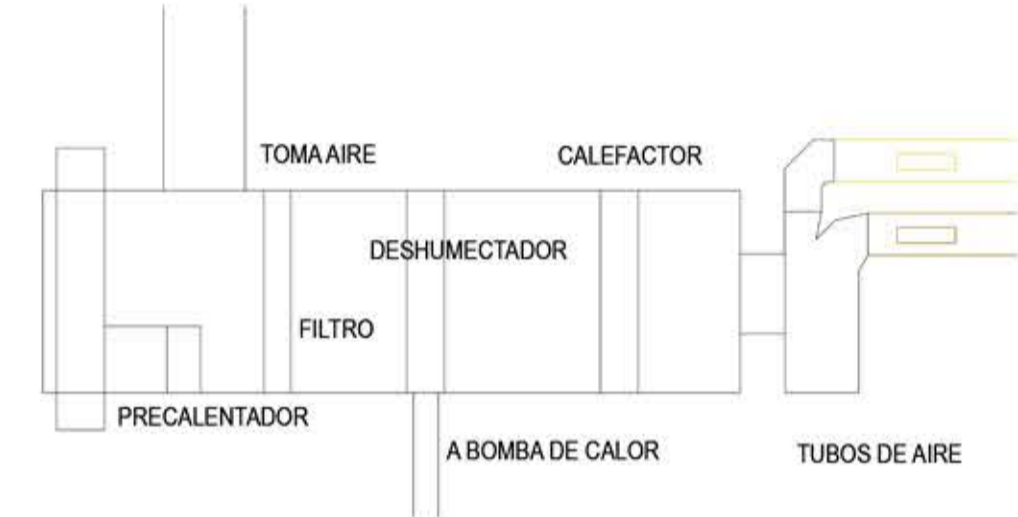 TOMA AIRE
CALEFACTOR
DESHUMECTADOR
FILTRO
PRECALENTADOR
A BOMBA DE CALOR
TUBOS DE AIRE